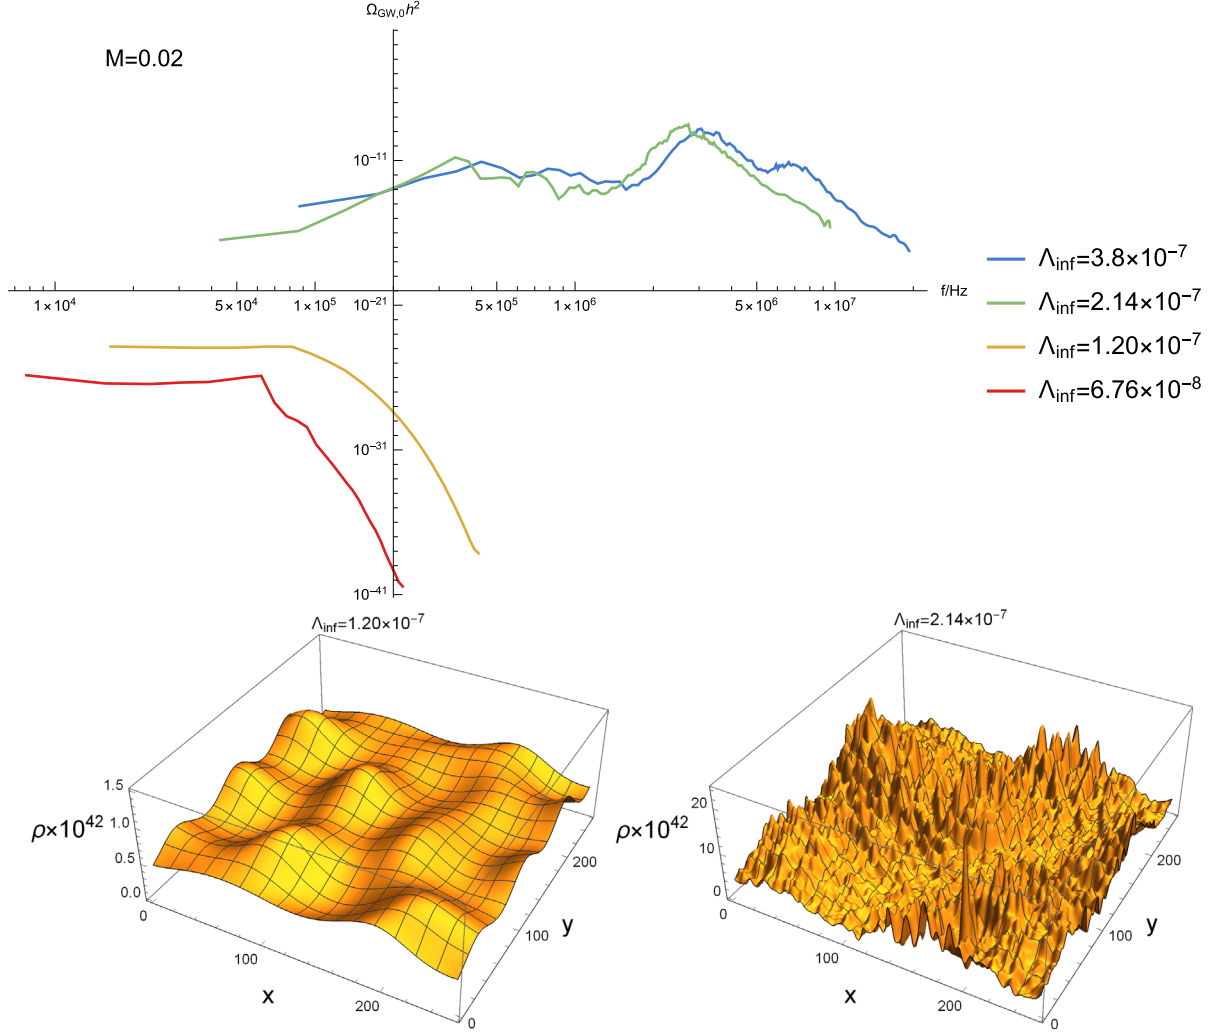 Ω_GW,0 h²
M=0.02
10⁻¹¹
1×10⁴ 5×10⁴ 1×10⁵ 10⁻²¹ 5×10⁵ 1×10⁶ 5×10⁶ 1×10⁷ f/Hz
Λ_inf=3.8×10⁻⁷
Λ_inf=2.14×10⁻⁷
Λ_inf=1.20×10⁻⁷
Λ_inf=6.76×10⁻⁸
10⁻³¹
10⁻⁴¹
Λ_inf=1.20×10⁻⁷
1.5
1.0
0.5
0.0
ρ×10⁴²
0
100
200
x
0
100
200
y
Λ_inf=2.14×10⁻⁷
20
10
0
ρ×10⁴²
0
100
200
x
0
100
200
y